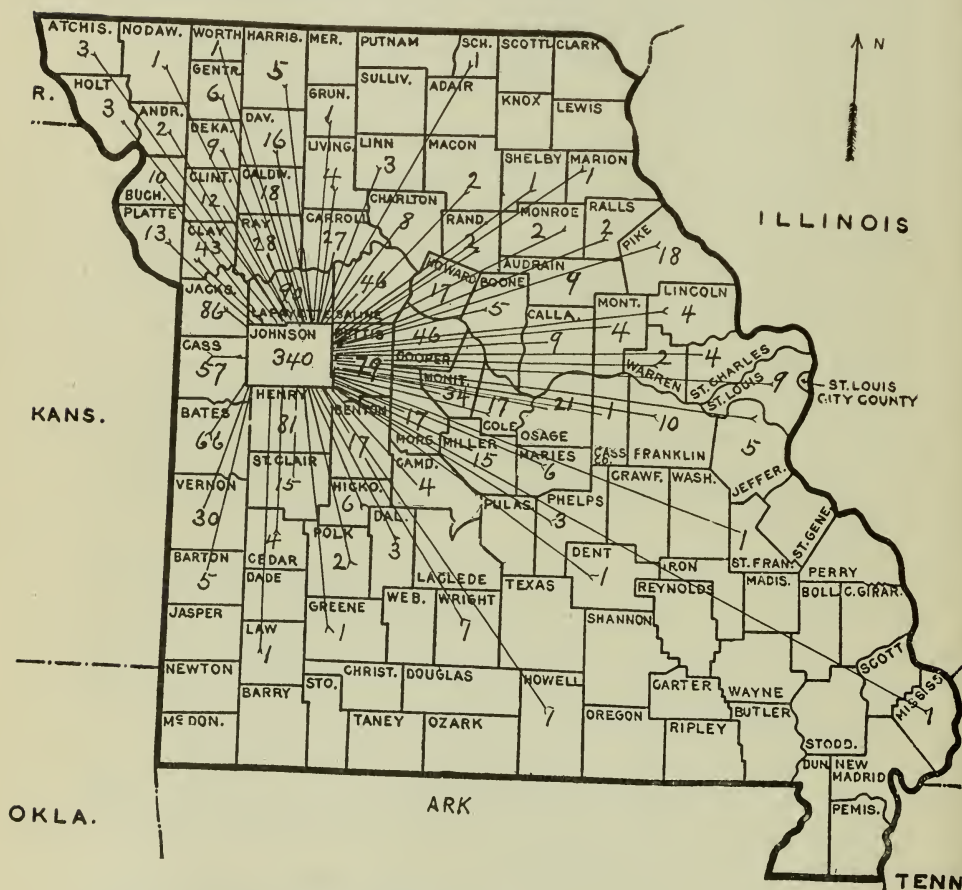 ATCHIS. NODAW. WORTH HARRIS. MER. PUTNAM SCH. SCOTL. CLARK
3 1 1 5 1
N
GENTR. SULLIV. ADAIR
R. HOLT 6 GRUN. KNOX LEWIS
3 ANDR. 1
2 DEKA. DAV. LIVING. LINN MACON
9 16 4 3 2 SHELBY MARION
10 CLINT. CALDW. 1 1
BUCH. 12 18 CHARLTON
PLATTE 8 RAND. MONROE RALLS
13 CLAY RAY CARROL 2 2 2 PIKE ILLINOIS
43 28 27 18
HOWARD BOONE AUDRAIN
JACKS. 90 46 17 5 9 LINCOLN
86 LAFAYETTE SALINE MONT. 4
JOHNSON PETTIS CALLA. 4
340 79 46 9
COOPER 2 4
CASS WARREN ST. CHARLES
57 MONIT. ST. LOUIS 9 ST. LOUIS
34 CITY COUNTY
KANS. BATES HENRY BENTON 17 17 21 1 10
66 81 17 MORG. COLE OSAGE 5
MILLER MARIES CASS CO. FRANKLIN JEFFER.
ST. CLAIR CAMD. 15 6
VERNON 15 HICKO. 4 CRAWF. WASH.
30 6 PULAS. PHELPS ST. GENE
POLK DAL. 3 1
4 2 3 DENT
BARTON CEDAR 1 IRON ST. FRAN. PERRY
5 DADE LACLEDE TEXAS REYNOLDS MADIS. BOLL. C. GIRAR.
JASPER GREENE WEB. WRIGHT
LAW 1 7 SHANNON
1 SCOTT
NEWTON CHRIST. DOUGLAS HOWELL CARTER WAYNE MISSISS
BARRY STO. 7 1
MC DON. TANEY OZARK OREGON RIPLEY BUTLER
STODD.
DUN. NEW
MADRID
ARK
OKLA. PEMIS.
TENN